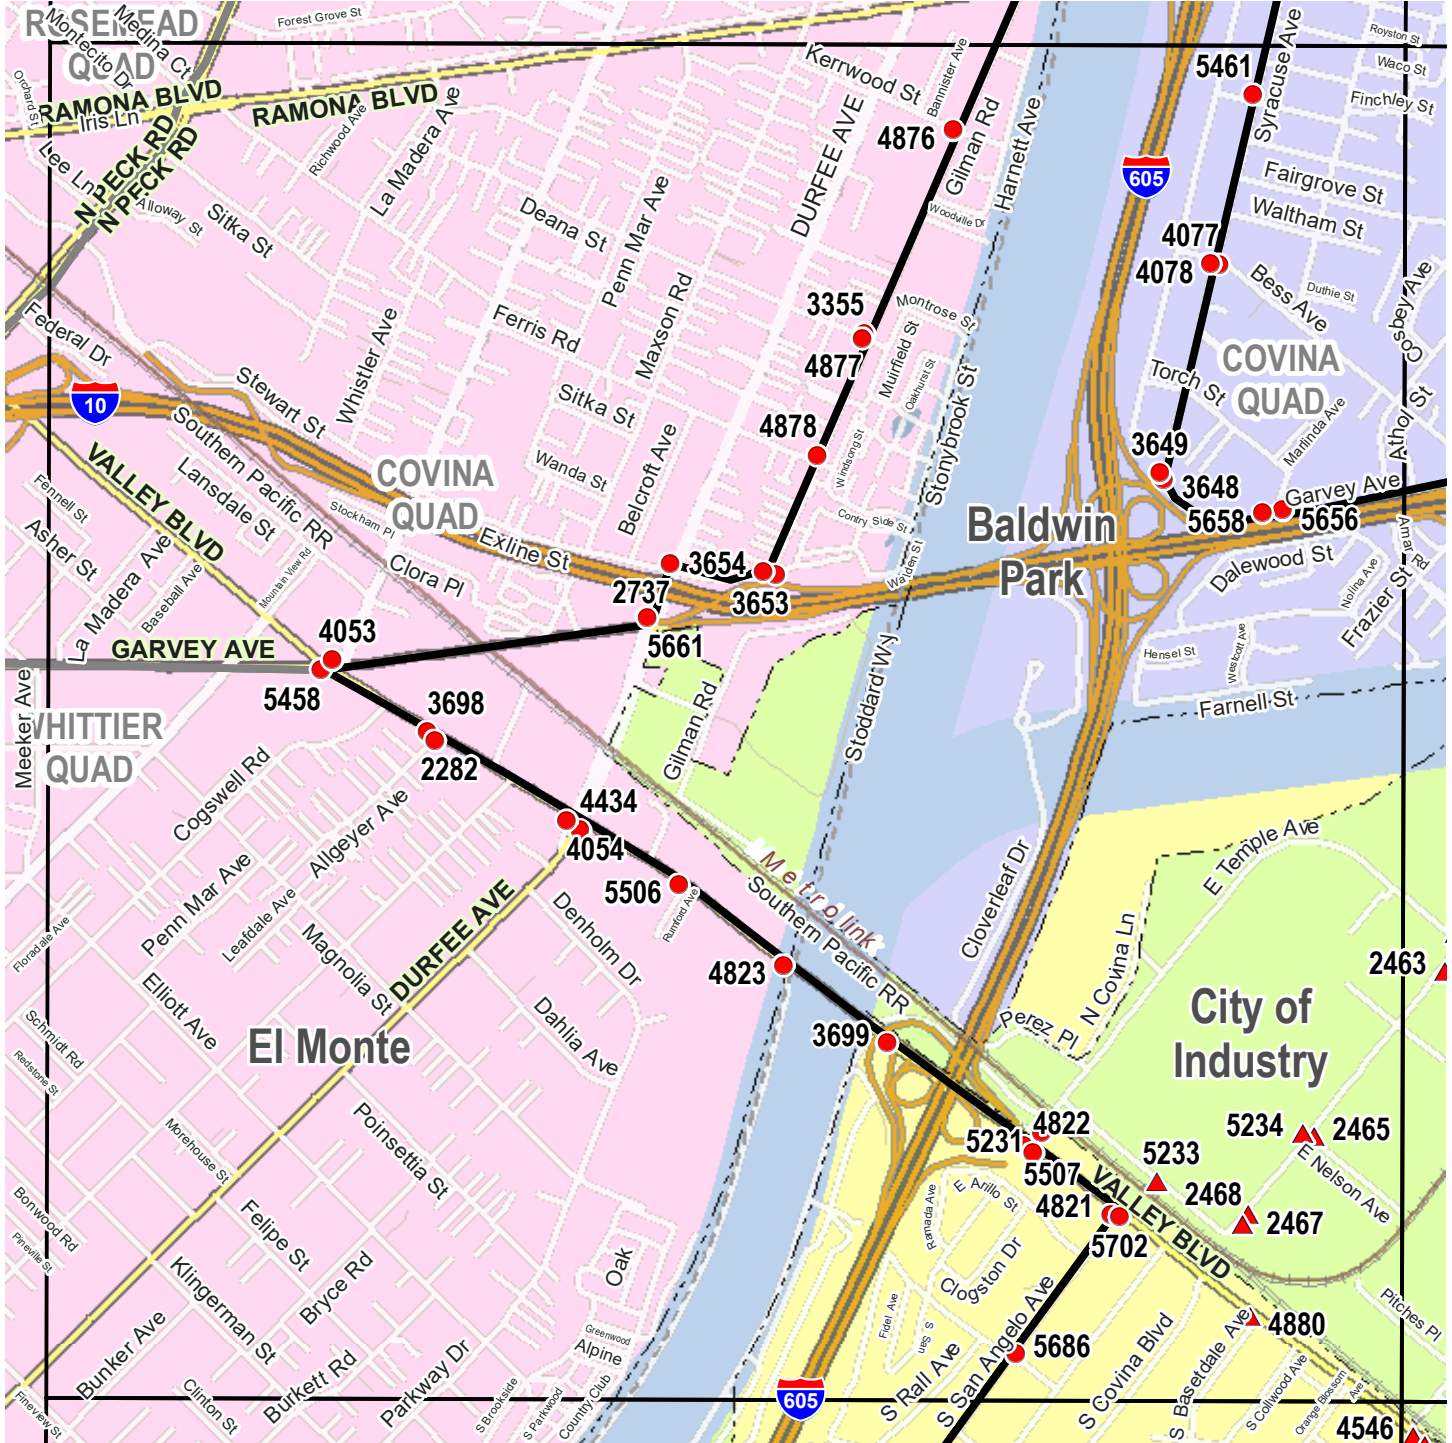 ROSEMEAD
QUAD
Montecito Dr
Medina Ct
Forest Grove St
Orchard St
RAMONA BLVD
RAMONA BLVD
Iris Ln
Lee Ln
N PECK RD
N PECK RD
Alloway St
Sitka St
Richwood Ave
La Madera Ave
Kerrwood St
Bannister Ave
4876
Gilman Rd
Harnett Ave
Woodville Dr
DURFEE AVE
Penn Mar Ave
Deana St
605
5461
Syracuse Ave
Royston St
Waco St
Finchley St
Fairgrove St
Waltham St
4077
4078
Bess Ave
Duthie St
Cosbey Ave
COVINA
QUAD
Torch St
Marlinda Ave
Athol St
Federal Dr
10
Stewart St
Whistler Ave
Ferris Rd
Maxson Rd
Sitka St
Wanda St
Belcroft Ave
3355
4877
4878
Montrose St
Muirfield St
Oakhurst St
Windsong St
Contry Side St
Stonybrook St
Walden St
Southern Pacific RR
Lansdale St
VALLEY BLVD
COVINA
QUAD
Stockham Pl
Exline St
Clora Pl
Fennell St
Asher St
La Madera Ave
Baseball Ave
Mountain View Rd
3649
3648
5658
5656
Garvey Ave
Baldwin
Park
Dalewood St
Amar Rd
Nolina Ave
Frazier St
Hensel St
Westcott Ave
Farnell St
3654
3653
2737
5661
GARVEY AVE
4053
5458
3698
2282
Meeker Ave
WHITTIER
QUAD
Cogswell Rd
Gilman Rd
Stoddard Wy
Allgeyer Ave
Penn Mar Ave
Leafdale Ave
Floradale Ave
4434
4054
5506
Rumford Ave
Metrolink
Southern Pacific RR
Cloverleaf Dr
E Temple Ave
N Covina Ln
Perez Pl
2463
City of
Industry
DURFEE AVE
Magnolia St
Denholm Dr
Dahlia Ave
Elliott Ave
El Monte
4823
3699
Schmidt Rd
Redstone St
Morehouse St
Poinsettia St
Bonwood Rd
Pineville St
Felipe St
Klingerman St
Bryce Rd
Bunker Ave
Burkett Rd
Clinton St
Parkway Dr
Fineview St
Oak
Greenwood
Alpine
S Brookside
S Parkwood
Country Club
4822
5231
5507
4821
5702
VALLEY BLVD
5233
2468
2467
5234
2465
E Nelson Ave
E Arillo St
Ramada Ave
Clogston Dr
Fidel Ave
S San
S Rall Ave
S San Angelo Ave
5686
4880
Pitches Pl
S Covina Blvd
S Basetdale Ave
S Collwood Ave
Orange Blossom
Ave
605
4546